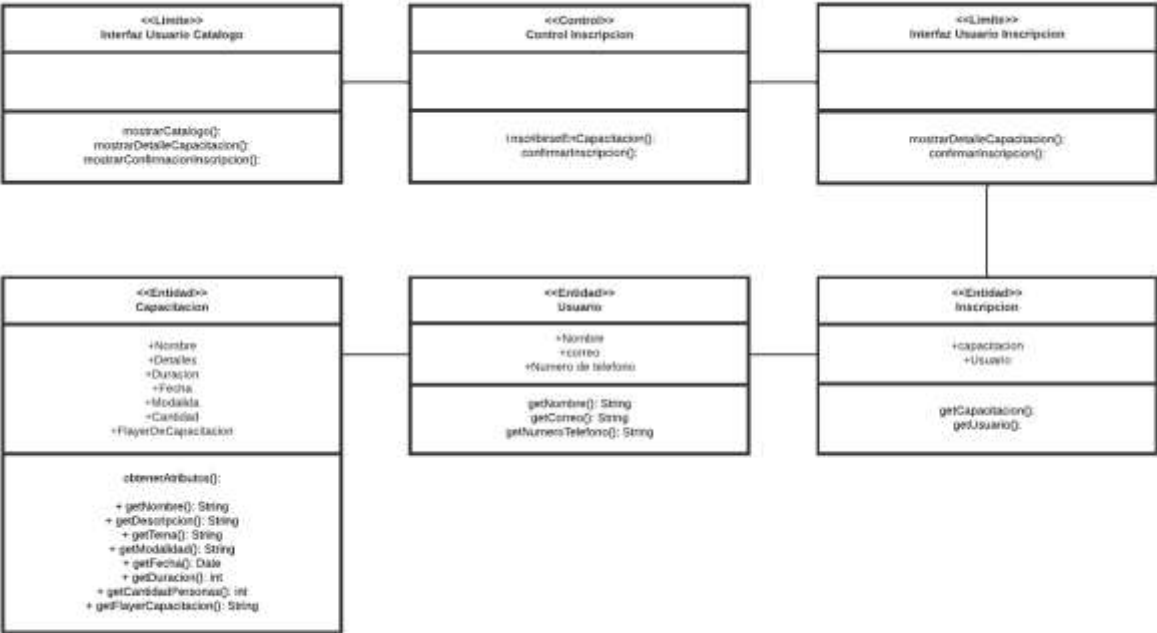 <<Limite>>
Interfaz Usuario Catalogo
mostrarCatalogo():
mostrarDetalleCapacitacion():
mostrarConfirmacionInscripcion():
<<Control>>
Control Inscripcion
InscribirseEnCapacitacion():
confirmarInscripcion():
<<Limite>>
Interfaz Usuario Inscripcion
mostrarDetalleCapacitacion():
confirmarInscripcion():
<<Entidad>>
Capacitacion
+Nombre
+Detalles
+Duracion
+Fecha
+Modalida
+Cantidad
+FlayerDeCapacitacion
obtenerAtributos():
+ getNombre(): String
+ getDescripcion(): String
+ getTema(): String
+ getModalidad(): String
+ getFecha(): Date
+ getDuracion(): int
+ getCantidadPersonas(): int
+ getFlayerCapacitacion(): String
<<Entidad>>
Usuario
+Nombre
+correo
+Numero de telefono
getNombre(): String
getCorreo(): String
getNumeroTelefono(): String
<<Entidad>>
Inscripcion
+capacitacion
+Usuario
getCapacitacion():
getUsuario():